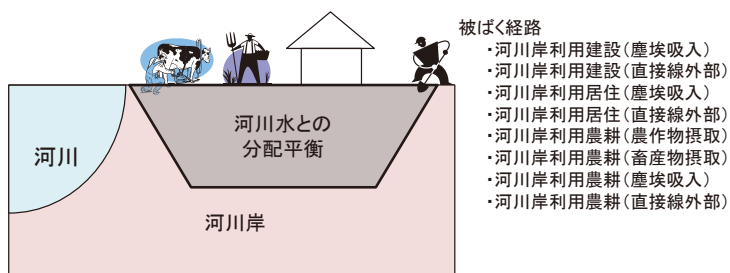 被ばく経路
・河川岸利用建設(塵埃吸入)
・河川岸利用建設(直接線外部)
・河川岸利用居住(塵埃吸入)
・河川岸利用居住(直接線外部)
・河川岸利用農耕(農作物摂取)
・河川岸利用農耕(畜産物摂取)
・河川岸利用農耕(塵埃吸入)
・河川岸利用農耕(直接線外部)
河川水との
分配平衡
河川
河川岸